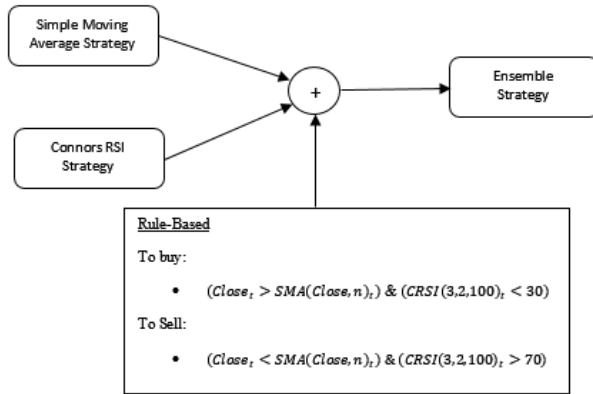 Simple Moving
Average Strategy
Connors RSI
Strategy
+
Ensemble
Strategy
Rule-Based
To buy:
• (Close_t > SMA(Close, n)_t) & (CRSI(3,2,100)_t < 30)
To Sell:
• (Close_t < SMA(Close, n)_t) & (CRSI(3,2,100)_t > 70)